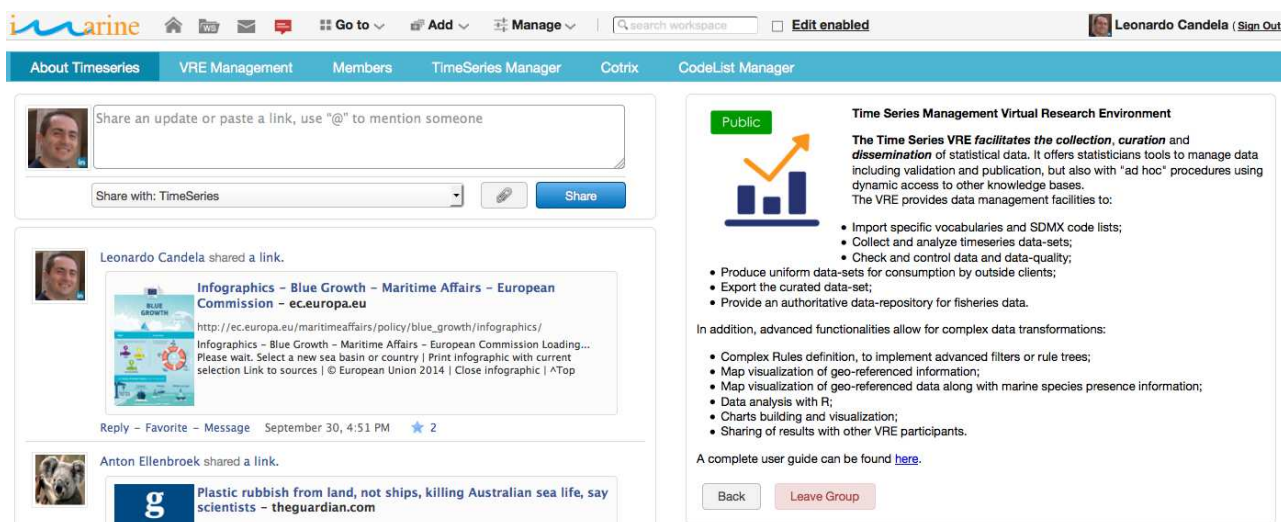 iMarine
WS
Go to
Add
Manage
search workspace
Edit enabled
Leonardo Candela (Sign Out
About Timeseries
VRE Management
Members
TimeSeries Manager
Cotrix
CodeList Manager
Share an update or paste a link, use "@" to mention someone
Share with: TimeSeries
Share
Leonardo Candela shared a link.
BLUE
GROWTH
Infographics – Blue Growth – Maritime Affairs – European
Commission – ec.europa.eu
http://ec.europa.eu/maritimeaffairs/policy/blue_growth/infographics/
Infographics – Blue Growth – Maritime Affairs – European Commission Loading...
Please wait. Select a new sea basin or country | Print infographic with current
selection Link to sources | © European Union 2014 | Close infographic | ^Top
Reply – Favorite – Message September 30, 4:51 PM 2
Anton Ellenbroek shared a link.
g
Plastic rubbish from land, not ships, killing Australian sea life, say
scientists – theguardian.com
Public
Time Series Management Virtual Research Environment
The Time Series VRE facilitates the collection, curation and
dissemination of statistical data. It offers statisticians tools to manage data
including validation and publication, but also with "ad hoc" procedures using
dynamic access to other knowledge bases.
The VRE provides data management facilities to:
• Import specific vocabularies and SDMX code lists;
• Collect and analyze timeseries data-sets;
• Check and control data and data-quality;
• Produce uniform data-sets for consumption by outside clients;
• Export the curated data-set;
• Provide an authoritative data-repository for fisheries data.
In addition, advanced functionalities allow for complex data transformations:
• Complex Rules definition, to implement advanced filters or rule trees;
• Map visualization of geo-referenced information;
• Map visualization of geo-referenced data along with marine species presence information;
• Data analysis with R;
• Charts building and visualization;
• Sharing of results with other VRE participants.
A complete user guide can be found here.
Back
Leave Group